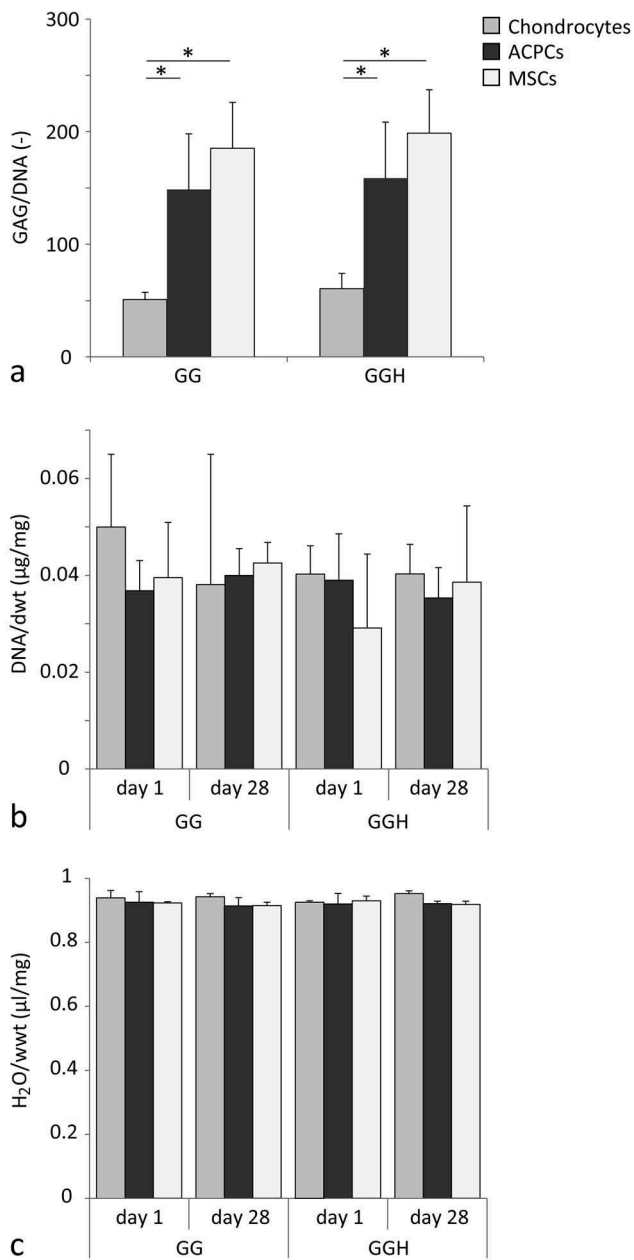 Chondrocytes
ACPCs
MSCs
300
200
100
0
GAG/DNA (-)
* *
* *
GG GGH
a
0.06
0.04
0.02
0
DNA/dwt (µg/mg)
day 1 day 28 day 1 day 28
GG GGH
b
1
0.8
0.6
0.4
0.2
0
H₂O/wwt (µl/mg)
day 1 day 28 day 1 day 28
GG GGH
c